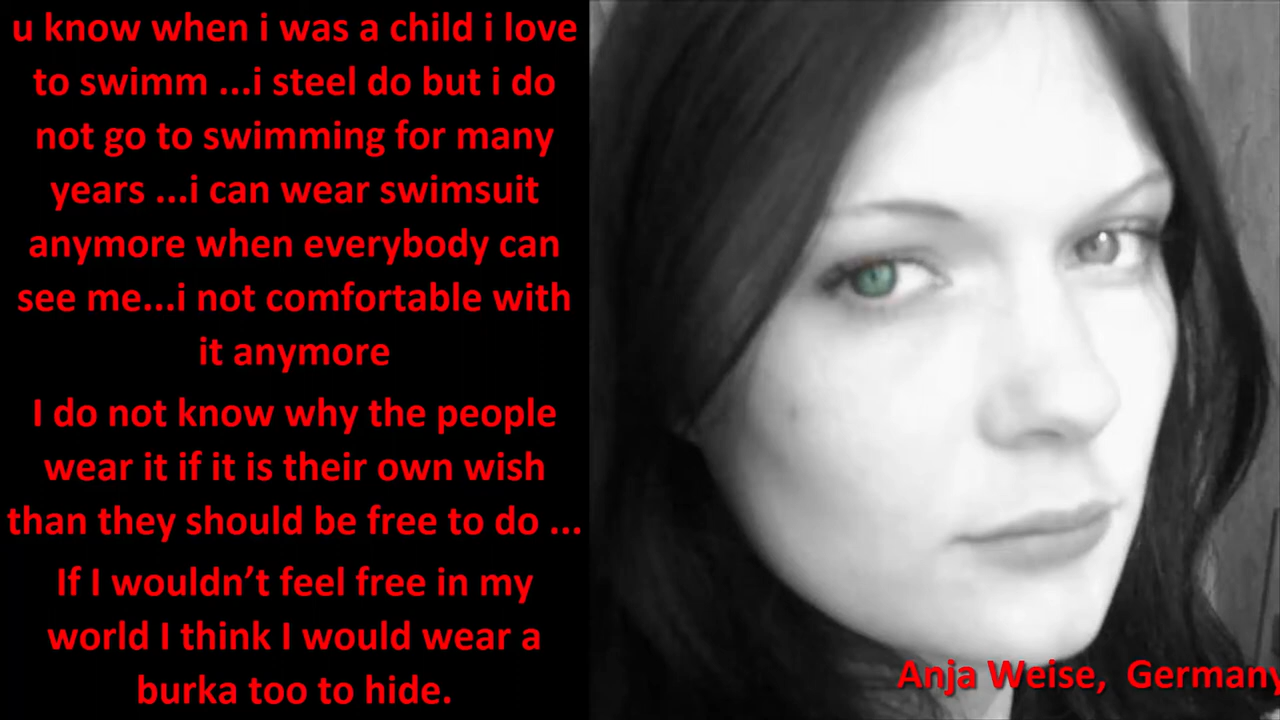 u know when i was a child i love
to swimm ...i steel do but i do
not go to swimming for many
years ...i can wear swimsuit
anymore when everybody can
see me...i not comfortable with
it anymore
I do not know why the people
wear it if it is their own wish
than they should be free to do ...
If I wouldn’t feel free in my
world I think I would wear a
burka too to hide.
Anja Weise, Germany